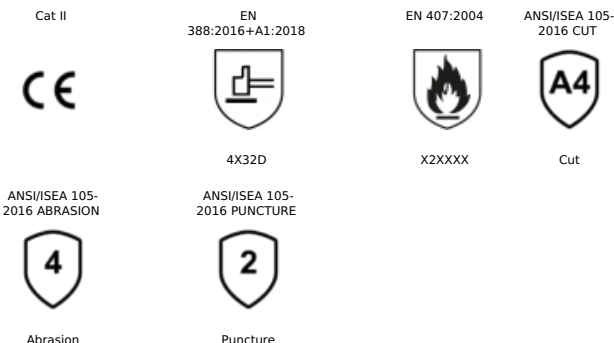 Cat II
EN
388:2016+A1:2018
EN 407:2004
ANSI/ISEA 105-
2016 CUT
CE
A4
4X32D
X2XXXX
Cut
ANSI/ISEA 105-
2016 ABRASION
ANSI/ISEA 105-
2016 PUNCTURE
4
2
Abrasion
Puncture